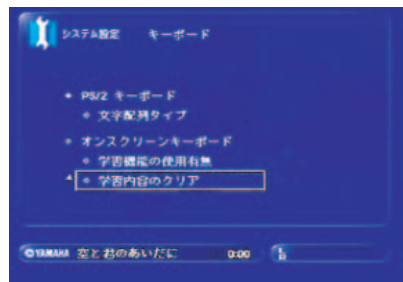 システム設定　キーボード
PS/2 キーボード
文字配列タイプ
オンスクリーンキーボード
学習機能の使用有無
学習内容のクリア
©YAMAHA 空と君のあいだに 0:00